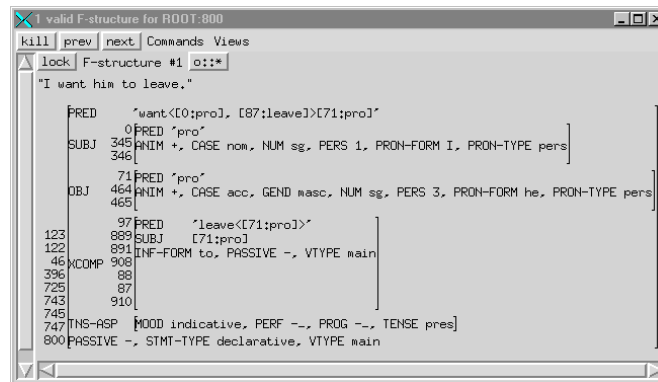 1 valid F-structure for ROOT:800
kill prev next Commands Views
lock F-structure #1 o::*
"I want him to leave."
PRED 'want<[0:pro], [87:leave]>[71:pro]'
0 PRED 'pro'
SUBJ 345 ANIM +, CASE nom, NUM sg, PERS 1, PRON-FORM I, PRON-TYPE pers
346
71 PRED 'pro'
OBJ 464 ANIM +, CASE acc, GEND masc, NUM sg, PERS 3, PRON-FORM he, PRON-TYPE pers
465
97 PRED 'leave<[71:pro]>'
123 889 SUBJ [71:pro]
122 891 INF-FORM to, PASSIVE -, VTYPE main
46 XCOMP 908
396 88
725 87
743 910
745
747 TNS-ASP MOOD indicative, PERF -_, PROG -_, TENSE pres
800 PASSIVE -, STMT-TYPE declarative, VTYPE main